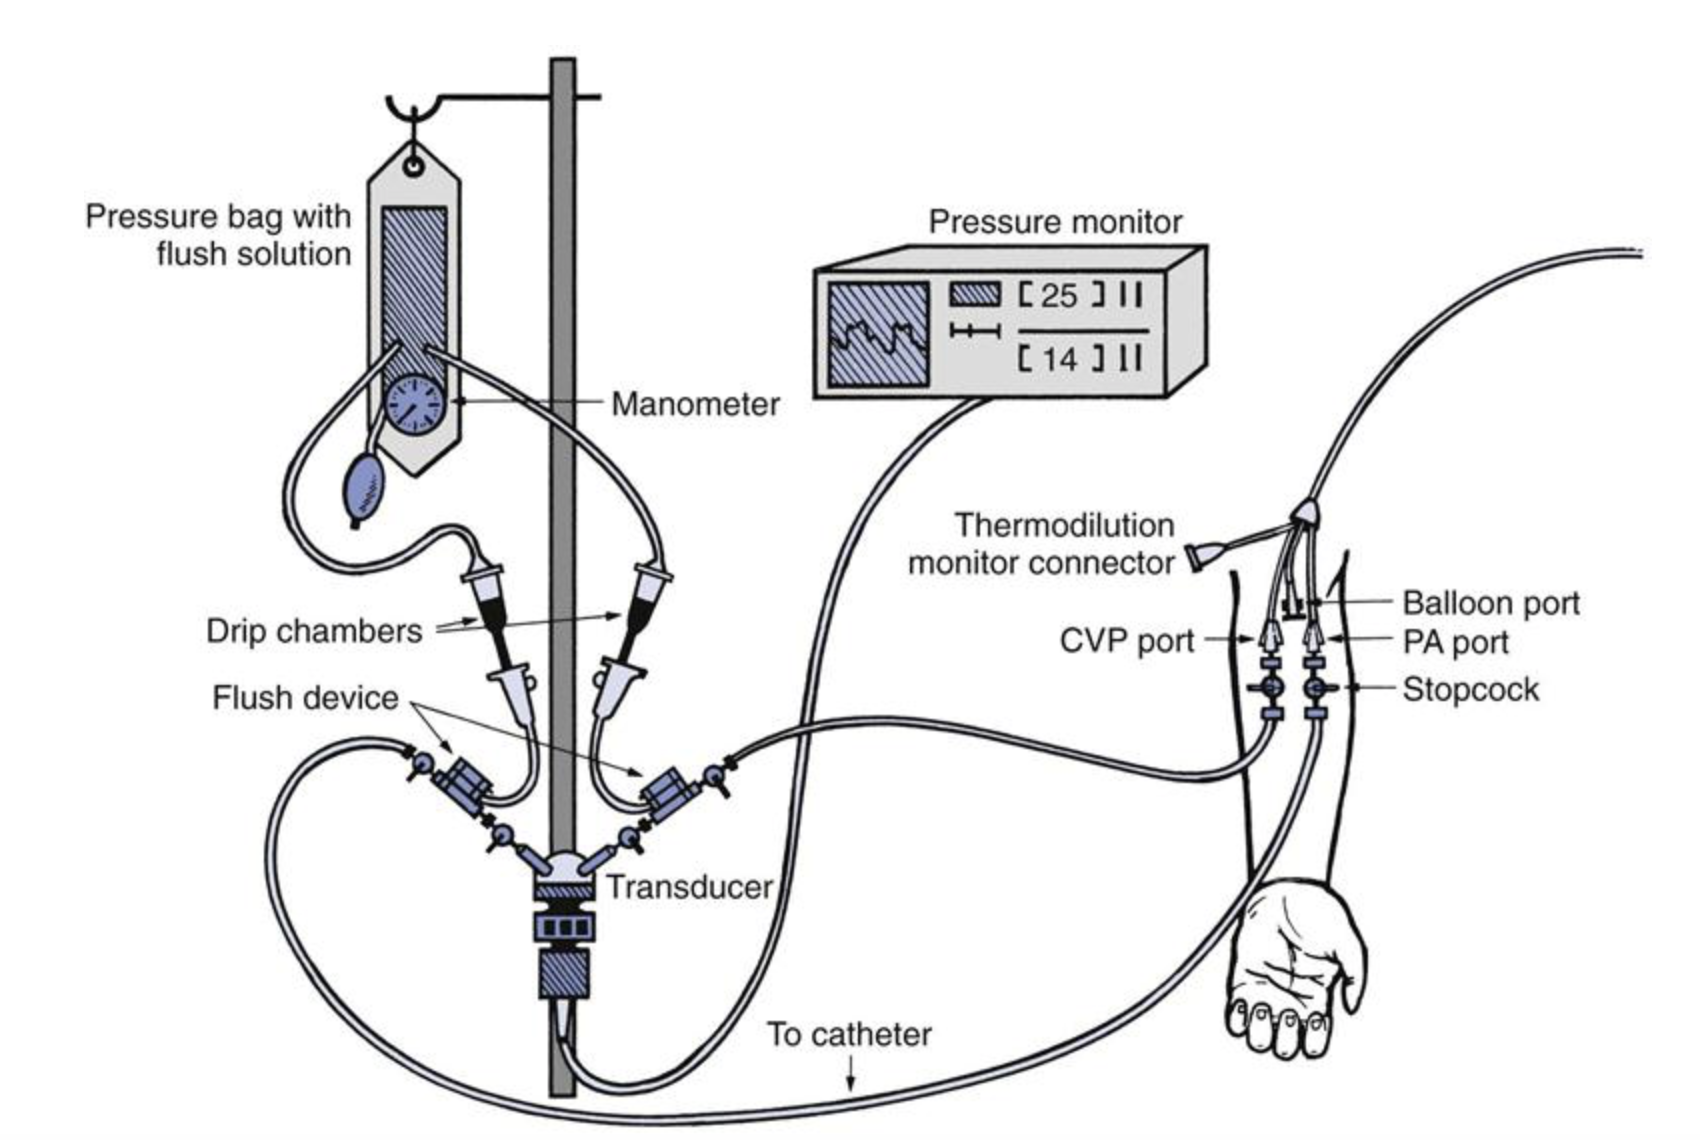 Pressure bag with
flush solution
Pressure monitor
[ 25 ]
[ 14 ]
Manometer
Thermodilution
monitor connector
Balloon port
CVP port
PA port
Stopcock
Drip chambers
Flush device
Transducer
To catheter